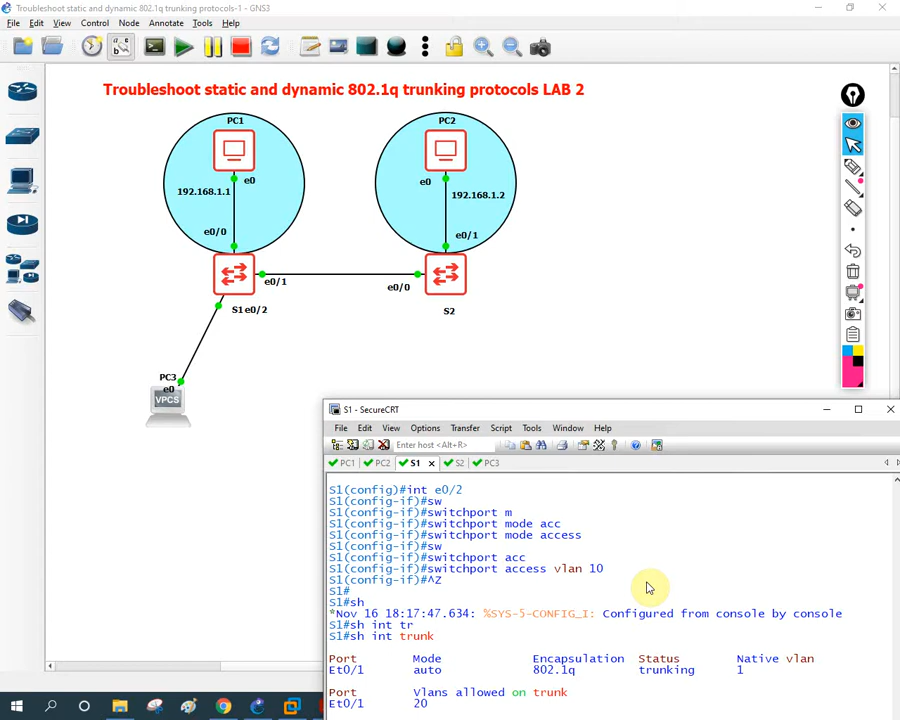 Troubleshoot static and dynamic 802.1q trunking protocols-1 - GNS3
File Edit View Control Node Annotate Tools Help
Troubleshoot static and dynamic 802.1q trunking protocols LAB 2
PC1
PC2
e0
e0
192.168.1.1
192.168.1.2
e0/0
e0/1
e0/1
e0/0
S1 e0/2
S2
PC3
e0
VPCS
S1 - SecureCRT
File Edit View Options Transfer Script Tools Window Help
Enter host <Alt+R>
PC1 PC2 S1 S2 PC3
S1(config)#int e0/2
S1(config-if)#sw
S1(config-if)#switchport m
S1(config-if)#switchport mode acc
S1(config-if)#switchport mode access
S1(config-if)#sw
S1(config-if)#switchport acc
S1(config-if)#switchport access vlan 10
S1(config-if)#^Z
S1#
S1#sh
*Nov 16 18:17:47.634: %SYS-5-CONFIG_I: Configured from console by console
S1#sh int tr
S1#sh int trunk
Port Mode Encapsulation Status Native vlan
Et0/1 auto 802.1q trunking 1
Port Vlans allowed on trunk
Et0/1 20